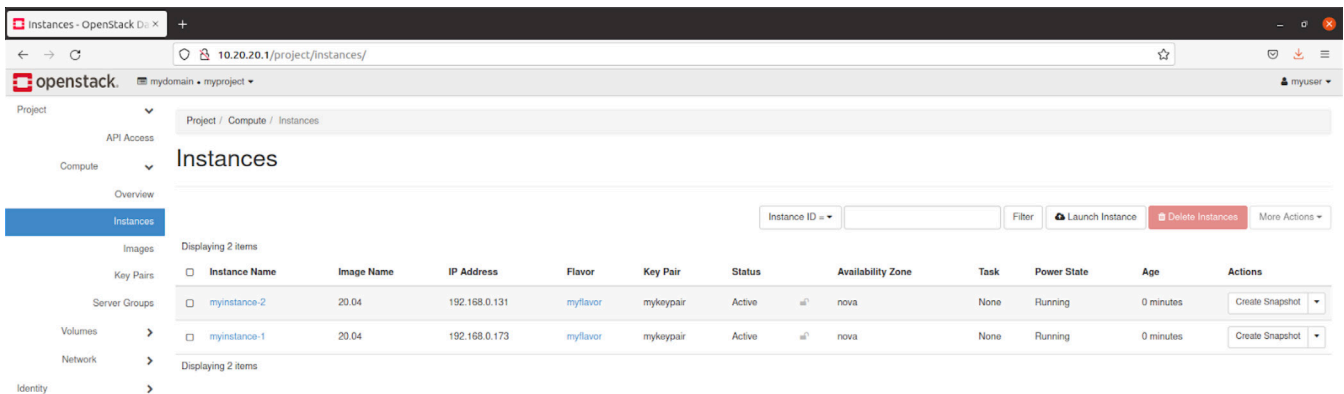 Instances - OpenStack Da
10.20.20.1/project/instances/
openstack. mydomain • myproject myuser
Project
API Access
Compute
Overview
Instances
Images
Key Pairs
Server Groups
Volumes
Network
Identity
Project / Compute / Instances
Instances
Instance ID = Filter Launch Instance Delete Instances More Actions
Displaying 2 items
Instance Name Image Name IP Address Flavor Key Pair Status Availability Zone Task Power State Age Actions
myinstance-2 20.04 192.168.0.131 myflavor mykeypair Active nova None Running 0 minutes Create Snapshot
myinstance-1 20.04 192.168.0.173 myflavor mykeypair Active nova None Running 0 minutes Create Snapshot
Displaying 2 items